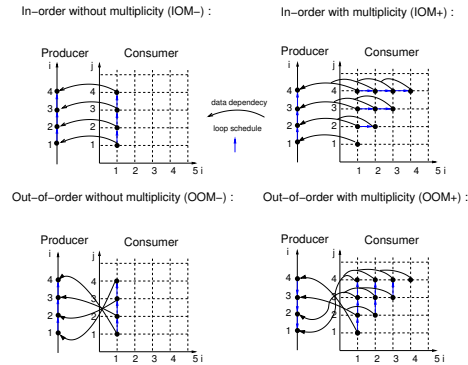 In-order without multiplicity (IOM-) :
In-order with multiplicity (IOM+) :
Producer
Consumer
Producer
Consumer
i
j
i
j
4
3
2
1
4
3
2
1
1 2 3 4 5 i
data dependecy
loop schedule
4
3
2
1
4
3
2
1
1 2 3 4 5 i
Out-of-order without multiplicity (OOM-) :
Out-of-order with multiplicity (OOM+) :
Producer
Consumer
Producer
Consumer
i
j
i
j
4
3
2
1
4
3
2
1
1 2 3 4 5 i
4
3
2
1
4
3
2
1
1 2 3 4 5 i